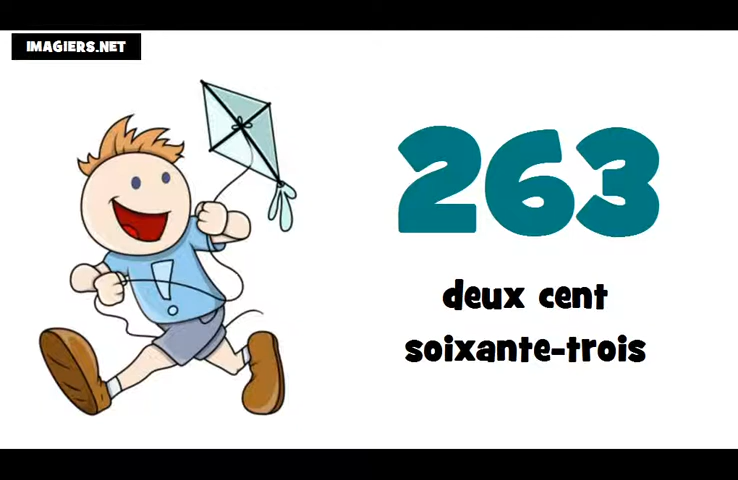 IMAGIERS.NET
263
deux cent
soixante-trois
!